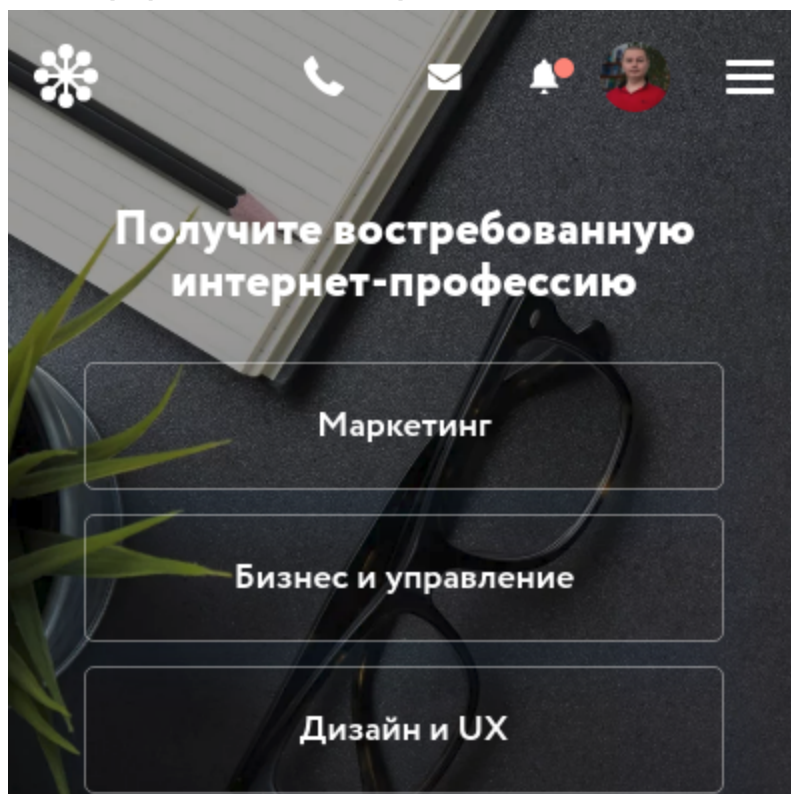 Получите востребованную
интернет-профессию
Маркетинг
Бизнес и управление
Дизайн и UX